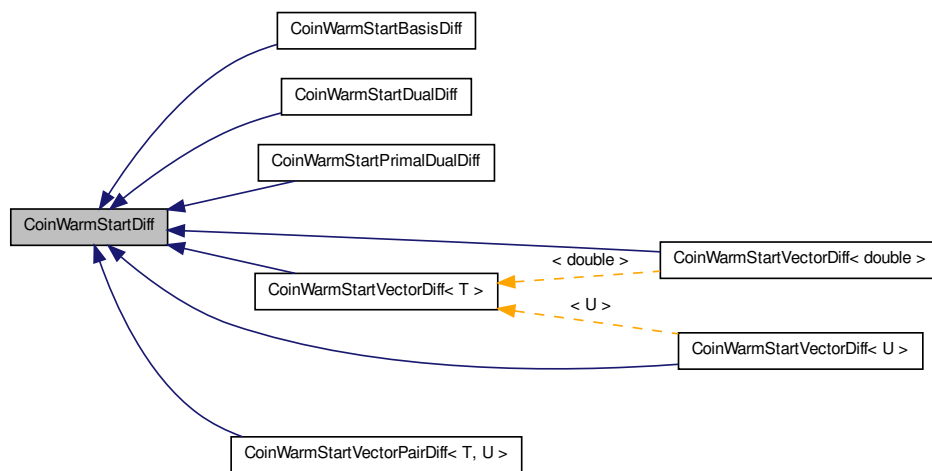 CoinWarmStartBasisDiff
CoinWarmStartDualDiff
CoinWarmStartPrimalDualDiff
CoinWarmStartDiff
CoinWarmStartVectorDiff< double >
< double >
CoinWarmStartVectorDiff< T >
< U >
CoinWarmStartVectorDiff< U >
CoinWarmStartVectorPairDiff< T, U >